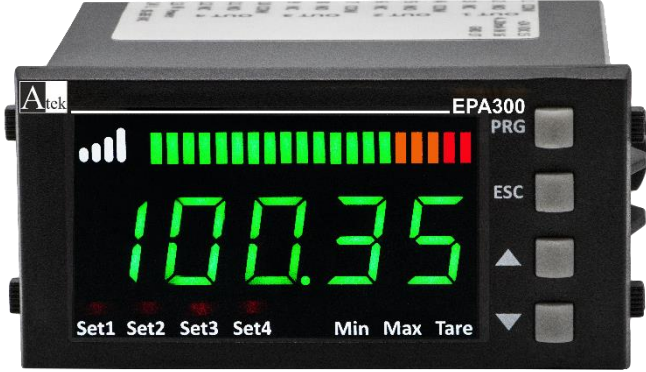 Atek
EPA300
PRG
100.35
ESC
Set1 Set2 Set3 Set4 Min Max Tare